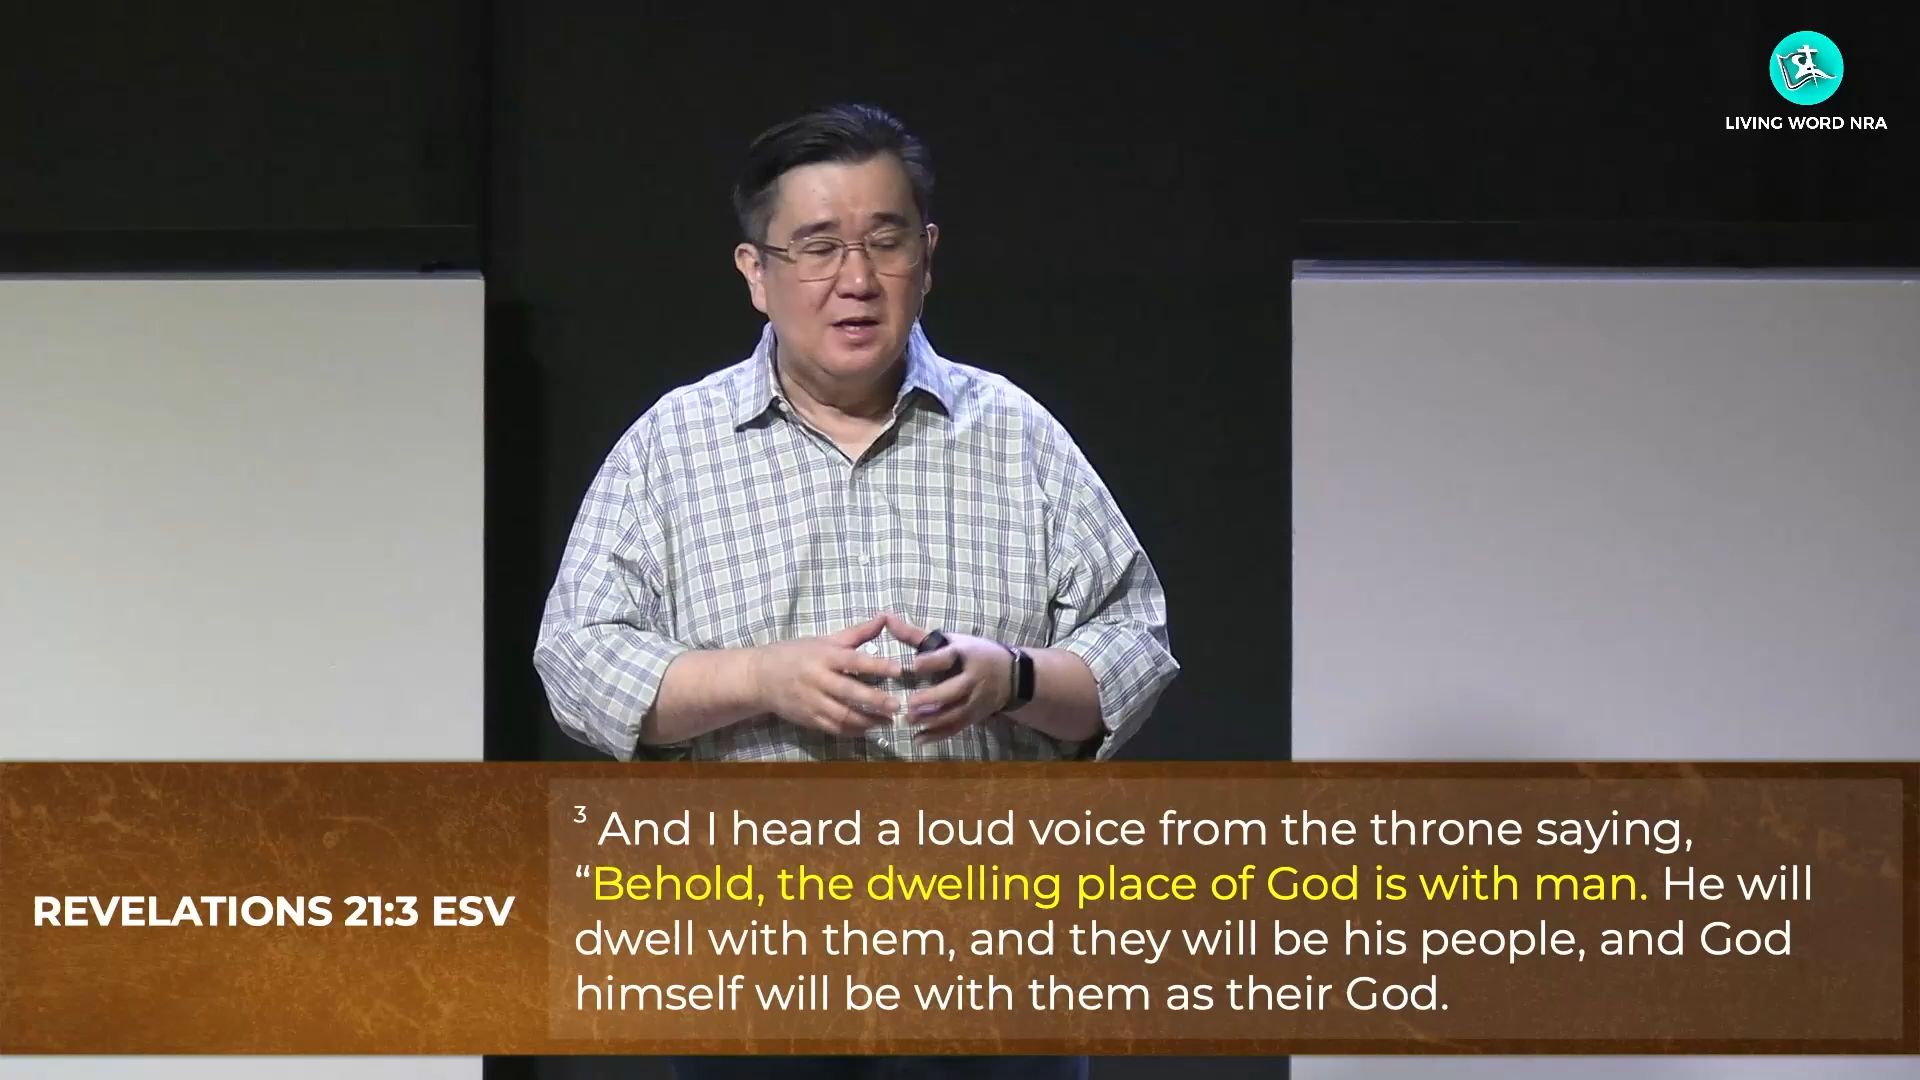 LIVING WORD NRA
REVELATIONS 21:3 ESV
3 And I heard a loud voice from the throne saying,
“Behold, the dwelling place of God is with man. He will
dwell with them, and they will be his people, and God
himself will be with them as their God.